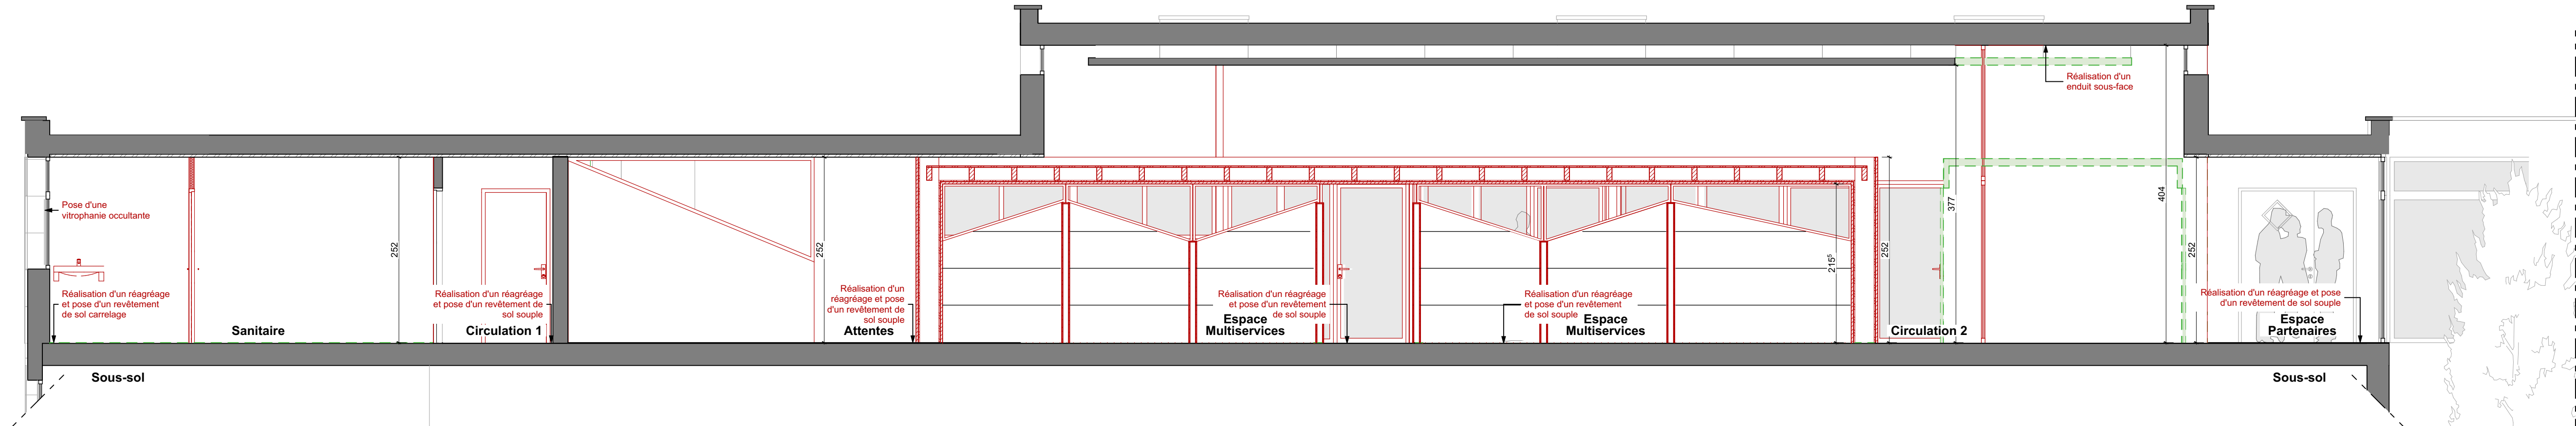 Réalisation d'un
enduit sous-face
Pose d'une
vitrophanie occultante
252
252
215⁵
252
377
404
252
Réalisation d'un réagréage
et pose d'un revêtement
de sol carrelage
Sanitaire
Réalisation d'un réagréage
et pose d'un revêtement de
sol souple
Circulation 1
Réalisation d'un
réagréage et pose
d'un revêtement de
sol souple
Attentes
Réalisation d'un réagréage
et pose d'un revêtement
de sol souple
Espace
Multiservices
Réalisation d'un réagréage
et pose d'un revêtement
de sol souple
Espace
Multiservices
Circulation 2
Réalisation d'un réagréage et pose
d'un revêtement de sol souple
Espace
Partenaires
Sous-sol
Sous-sol